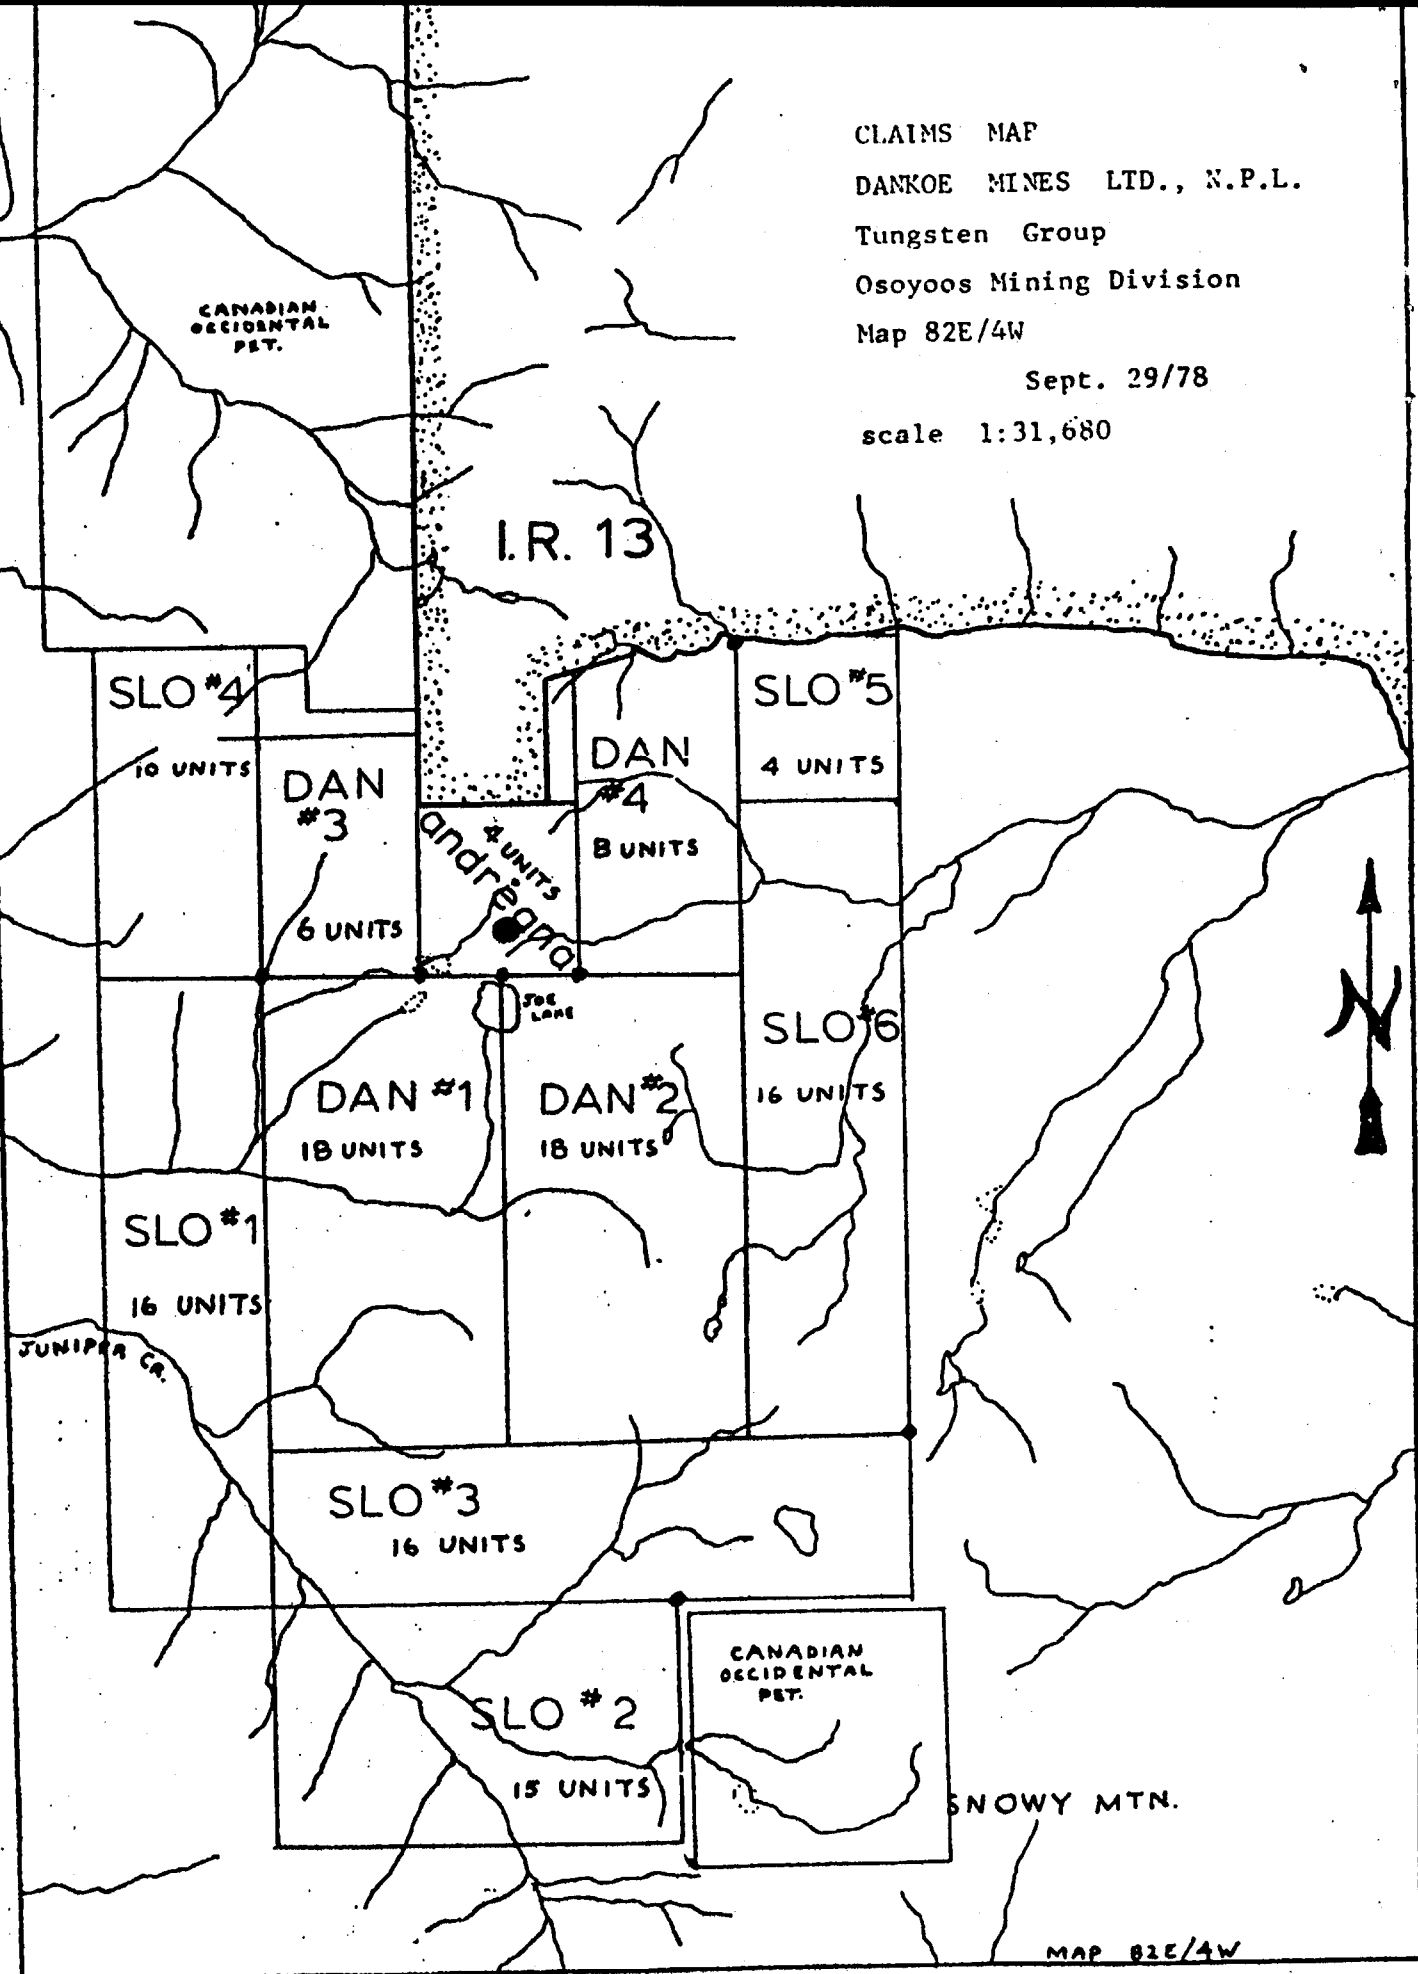 CLAIMS MAP
DANKOE MINES LTD., N.P.L.
Tungsten Group
Osoyoos Mining Division
Map 82E/4W
Sept. 29/78
scale 1:31,680
CANADIAN
OCCIDENTAL
PET.
I.R. 13
SLO #4
10 UNITS
DAN
#3
6 UNITS
andréana
4 UNITS
DAN
#4
8 UNITS
SLO #5
4 UNITS
JOE
LAKE
SLO #6
16 UNITS
DAN #1
18 UNITS
DAN #2
18 UNITS
N
SLO #1
16 UNITS
JUNIPER CR.
SLO #3
16 UNITS
SLO #2
15 UNITS
CANADIAN
OCCIDENTAL
PET.
SNOWY MTN.
MAP 82E/4W